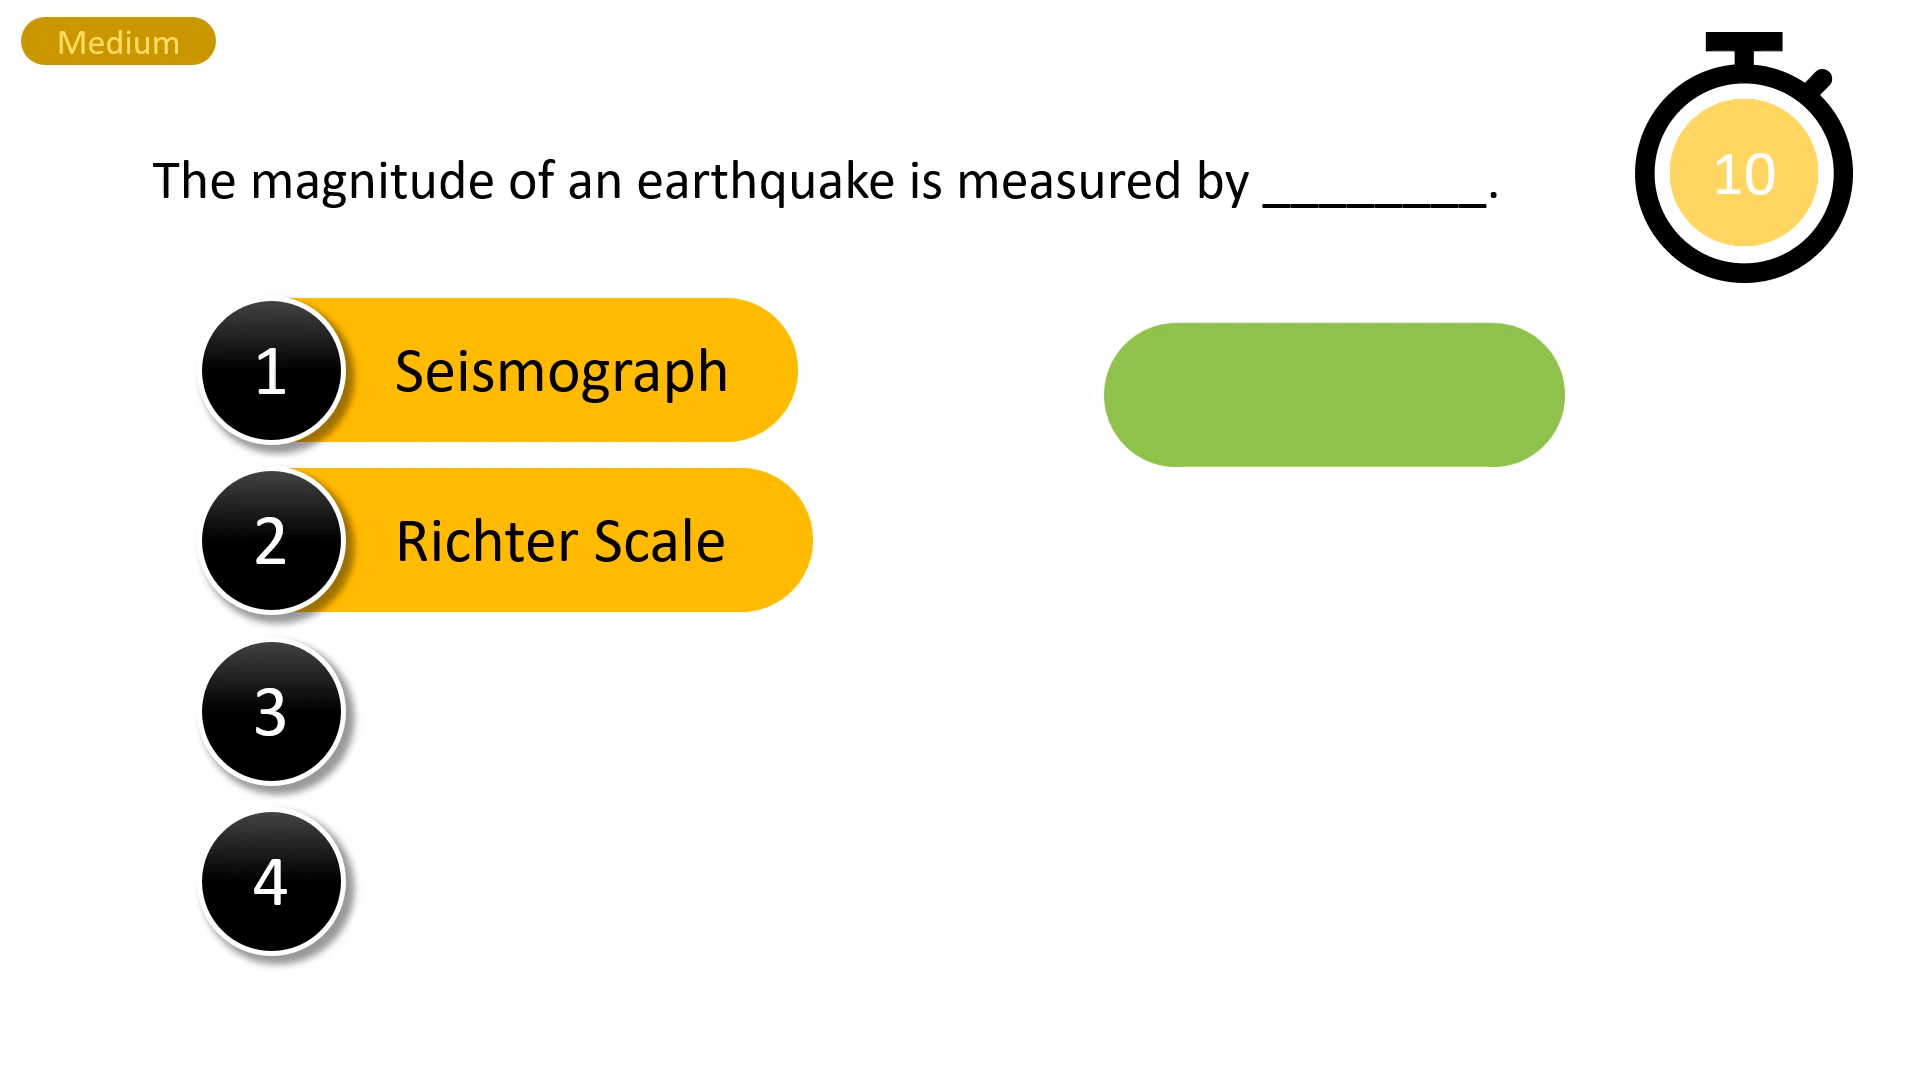 Medium
10
The magnitude of an earthquake is measured by ________.
1 Seismograph
2 Richter Scale
3
4